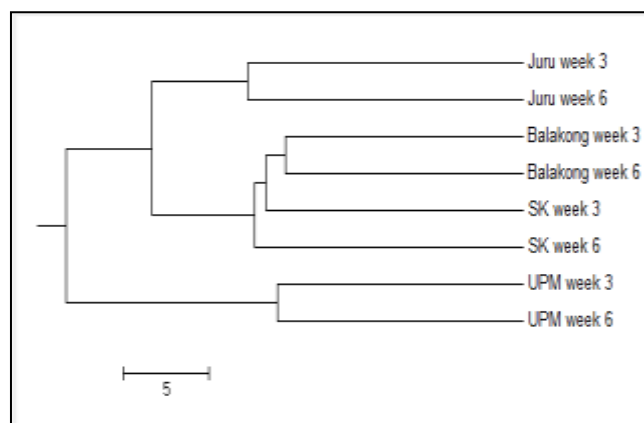 Juru week 3
Juru week 6
Balakong week 3
Balakong week 6
SK week 3
SK week 6
UPM week 3
UPM week 6
5